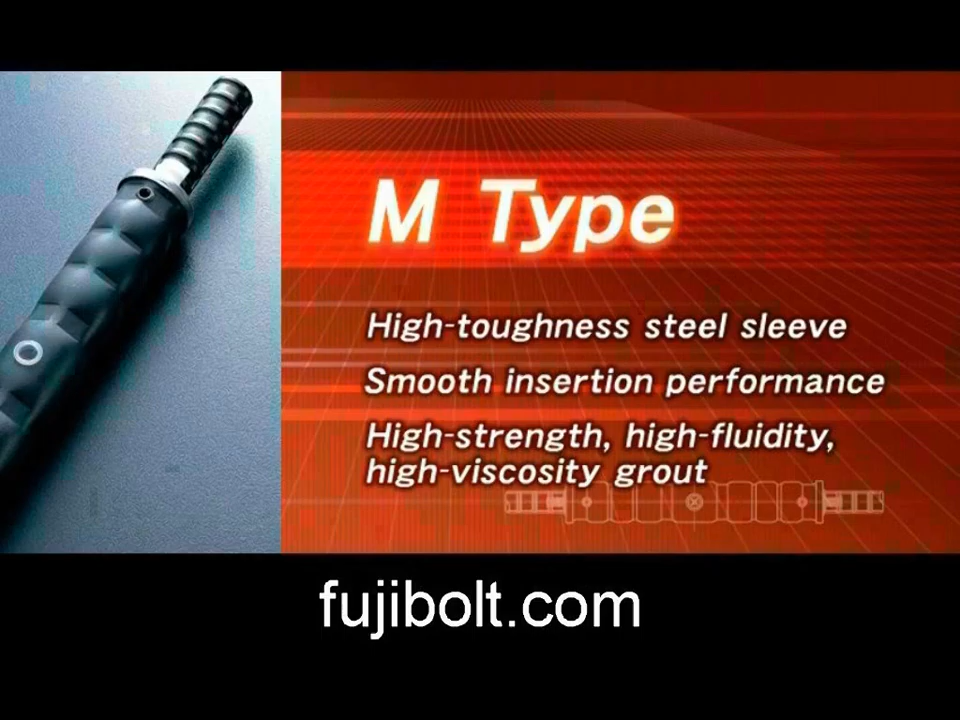 M Type
High-toughness steel sleeve
Smooth insertion performance
High-strength, high-fluidity,
high-viscosity grout
fujibolt.com